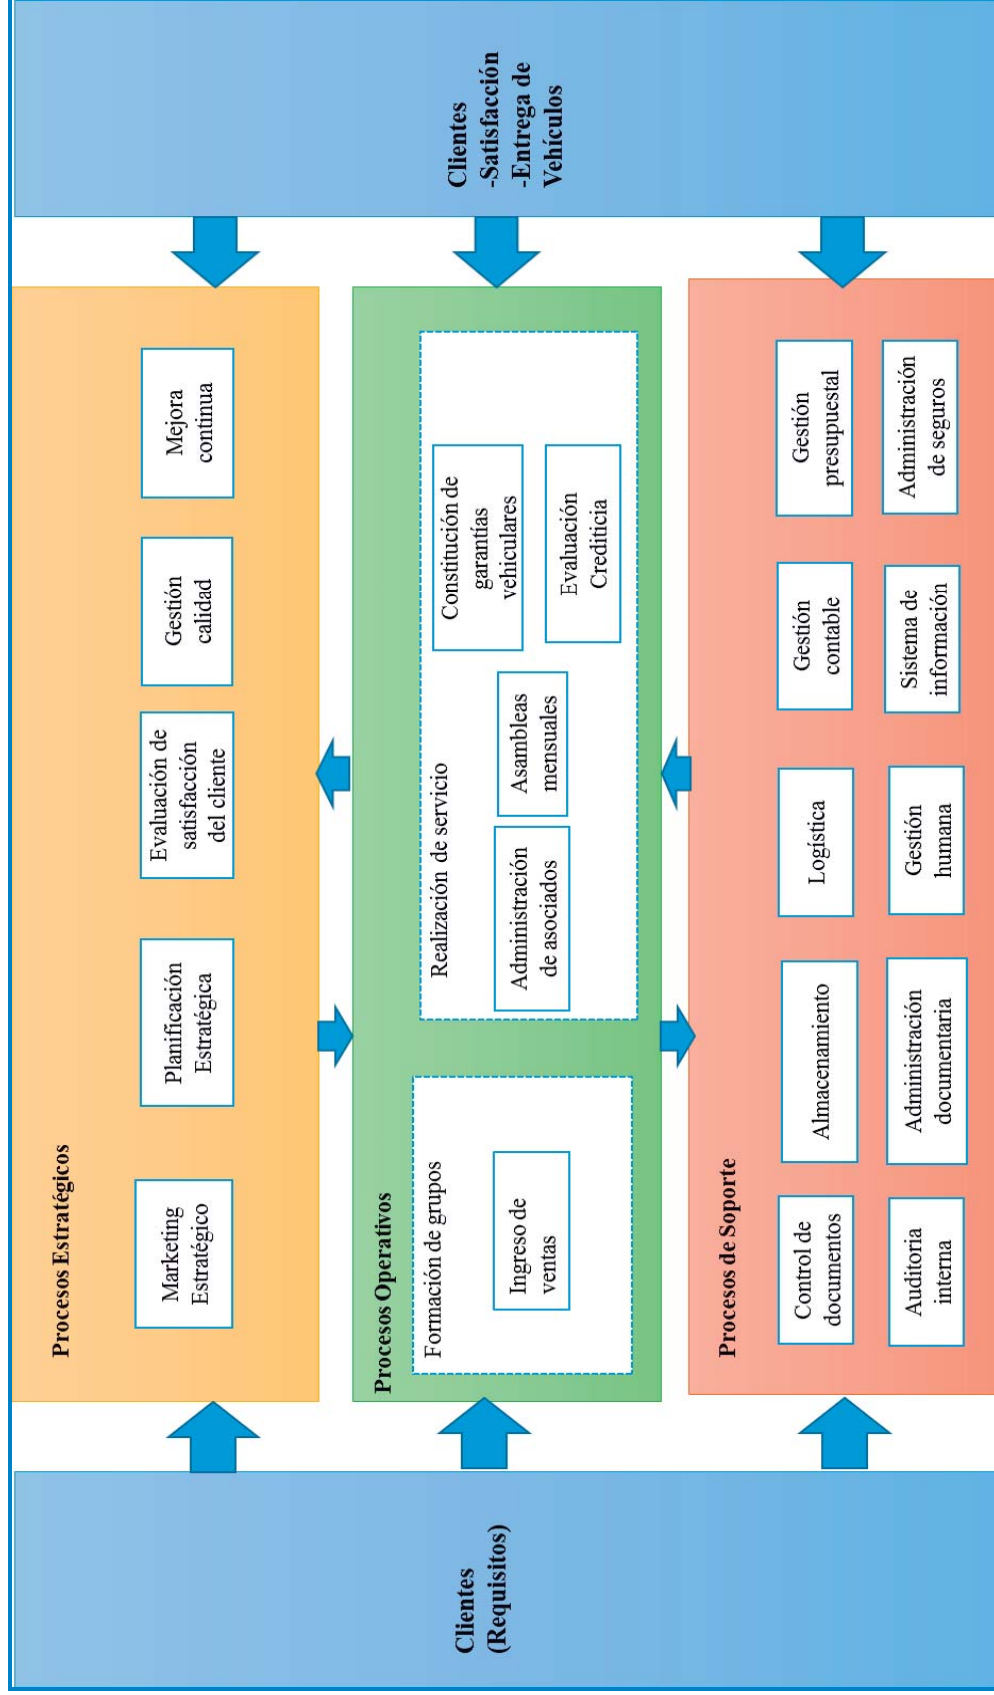 Clientes
(Requisitos)
Procesos Estratégicos
Marketing
Estratégico
Planificación
Estratégica
Evaluación de
satisfacción
del cliente
Gestión
calidad
Mejora
continua
Procesos Operativos
Formación de grupos
Ingreso de
ventas
Realización de servicio
Administración
de asociados
Asambleas
mensuales
Constitución de
garantías
vehiculares
Evaluación
Crediticia
Procesos de Soporte
Control de
documentos
Almacenamiento
Logística
Gestión
contable
Gestión
presupuestal
Auditoria
interna
Administración
documentaria
Gestión
humana
Sistema de
información
Administración
de seguros
Clientes
-Satisfacción
-Entrega de
Vehículos